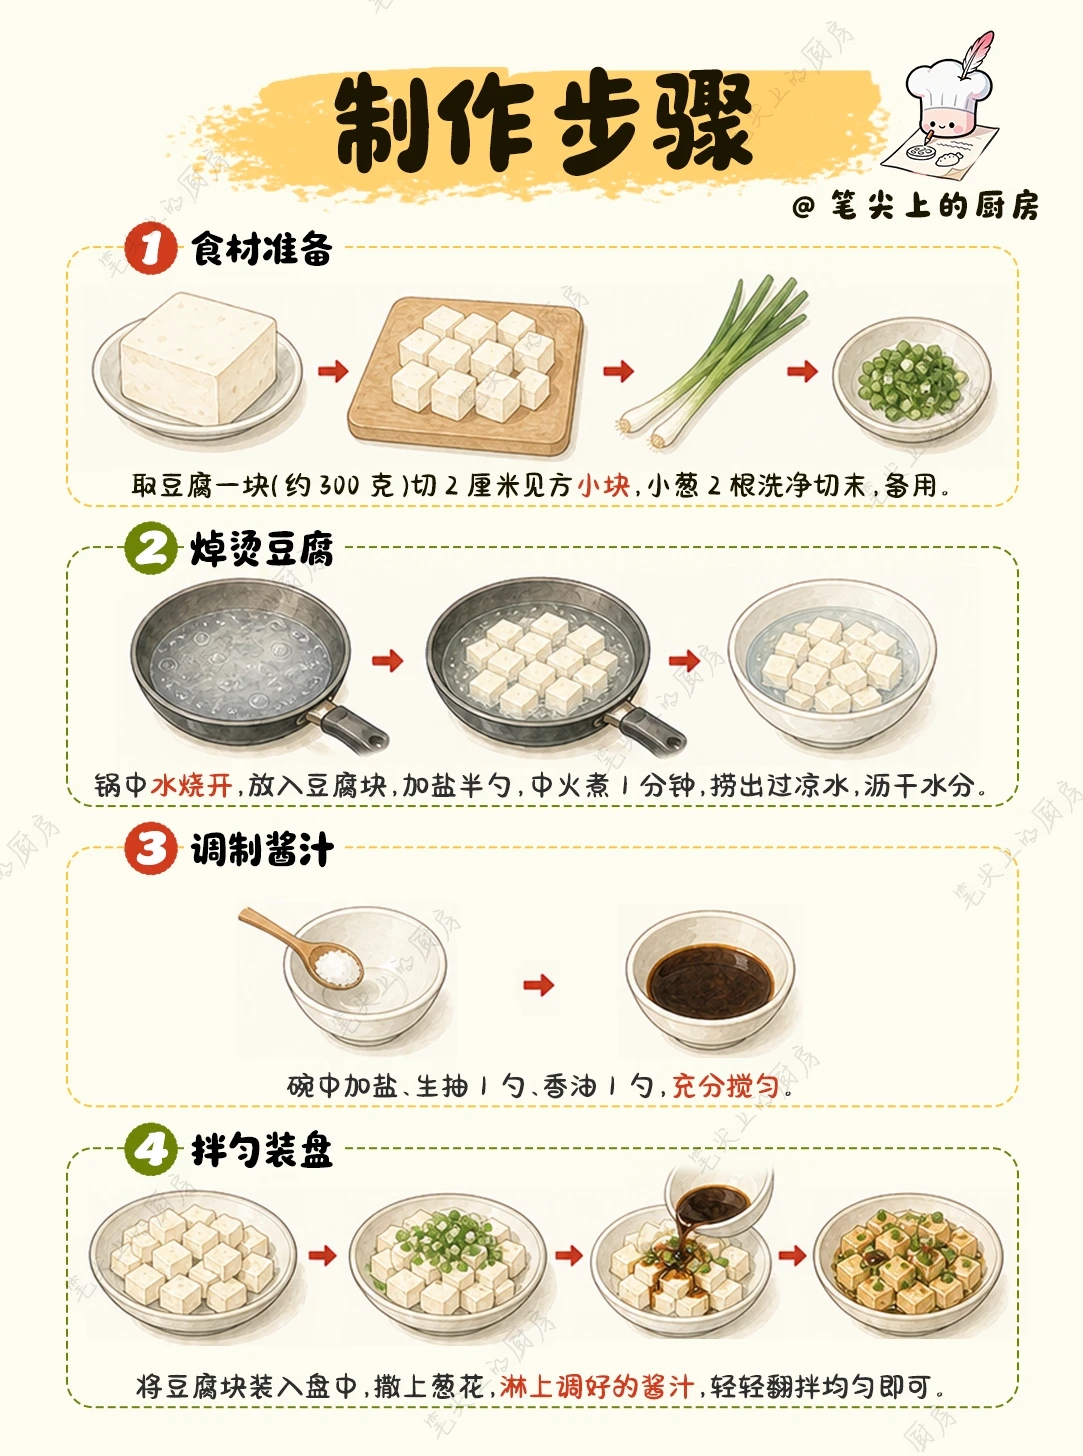 制作步骤
@笔尖上的厨房
1 食材准备
取豆腐一块(约300克)切2厘米见方小块,小葱2根洗净切末,备用。
2 焯烫豆腐
锅中水烧开,放入豆腐块,加盐半勺,中火煮1分钟,捞出过凉水,沥干水分。
3 调制酱汁
碗中加盐、生抽1勺、香油1勺,充分搅匀。
4 拌匀装盘
将豆腐块装入盘中,撒上葱花,淋上调好的酱汁,轻轻翻拌均匀即可。